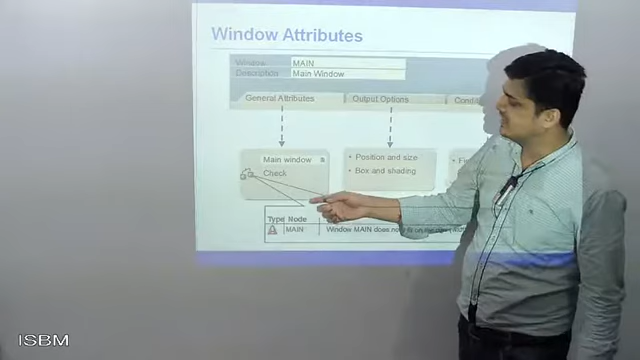 Window Attributes
Window MAIN
Description Main Window
General Attributes Output Options
Main window
Check
• Position and size
• Box and shading
Type Node
MAIN Window MAIN does not fit on the
ISBM